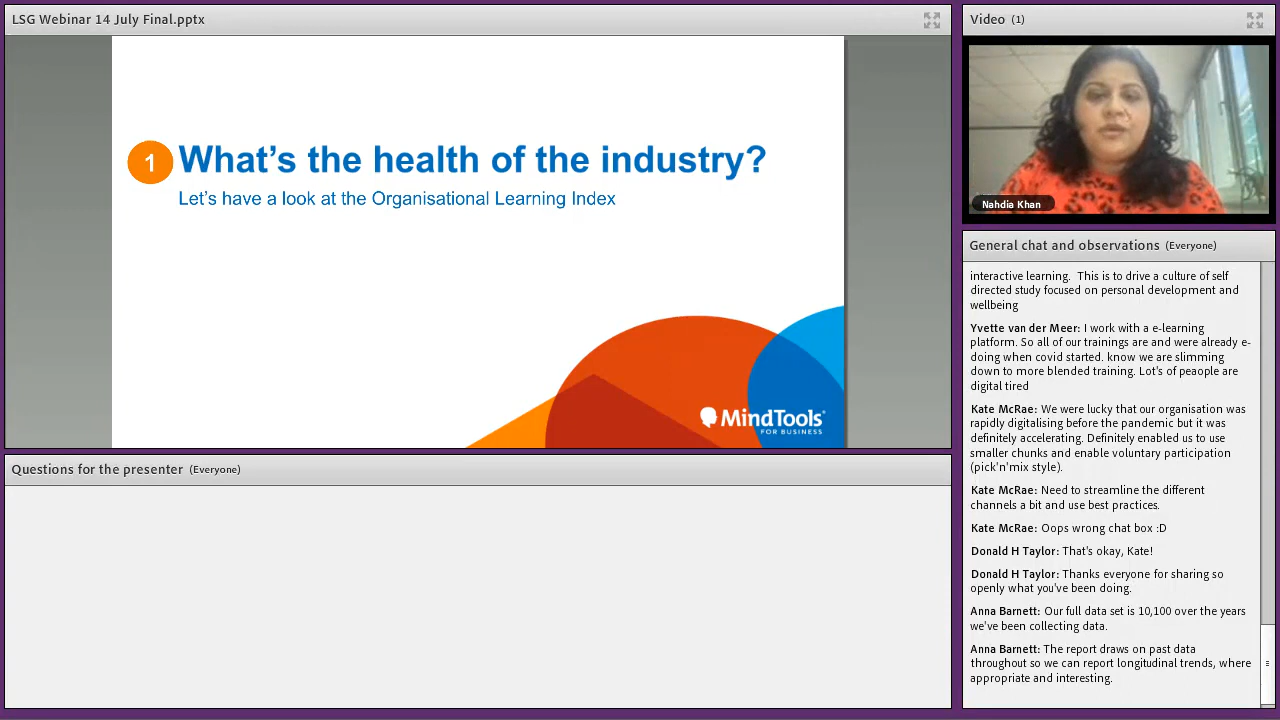 LSG Webinar 14 July Final.pptx
1 What's the health of the industry?
Let's have a look at the Organisational Learning Index
MindTools
FOR BUSINESS
Questions for the presenter (Everyone)
Video (1)
Nahdia Khan
General chat and observations (Everyone)
interactive learning. This is to drive a culture of self
directed study focused on personal development and
wellbeing
Yvette van der Meer: I work with a e-learning
platform. So all of our trainings are and were already e-
doing when covid started. know we are slimming
down to more blended training. Lot's of peaople are
digital tired
Kate McRae: We were lucky that our organisation was
rapidly digitalising before the pandemic but it was
definitely accelerating. Definitely enabled us to use
smaller chunks and enable voluntary participation
(pick'n'mix style).
Kate McRae: Need to streamline the different
channels a bit and use best practices.
Kate McRae: Oops wrong chat box :D
Donald H Taylor: That's okay, Kate!
Donald H Taylor: Thanks everyone for sharing so
openly what you've been doing.
Anna Barnett: Our full data set is 10,100 over the years
we've been collecting data.
Anna Barnett: The report draws on past data
throughout so we can report longitudinal trends, where
appropriate and interesting.